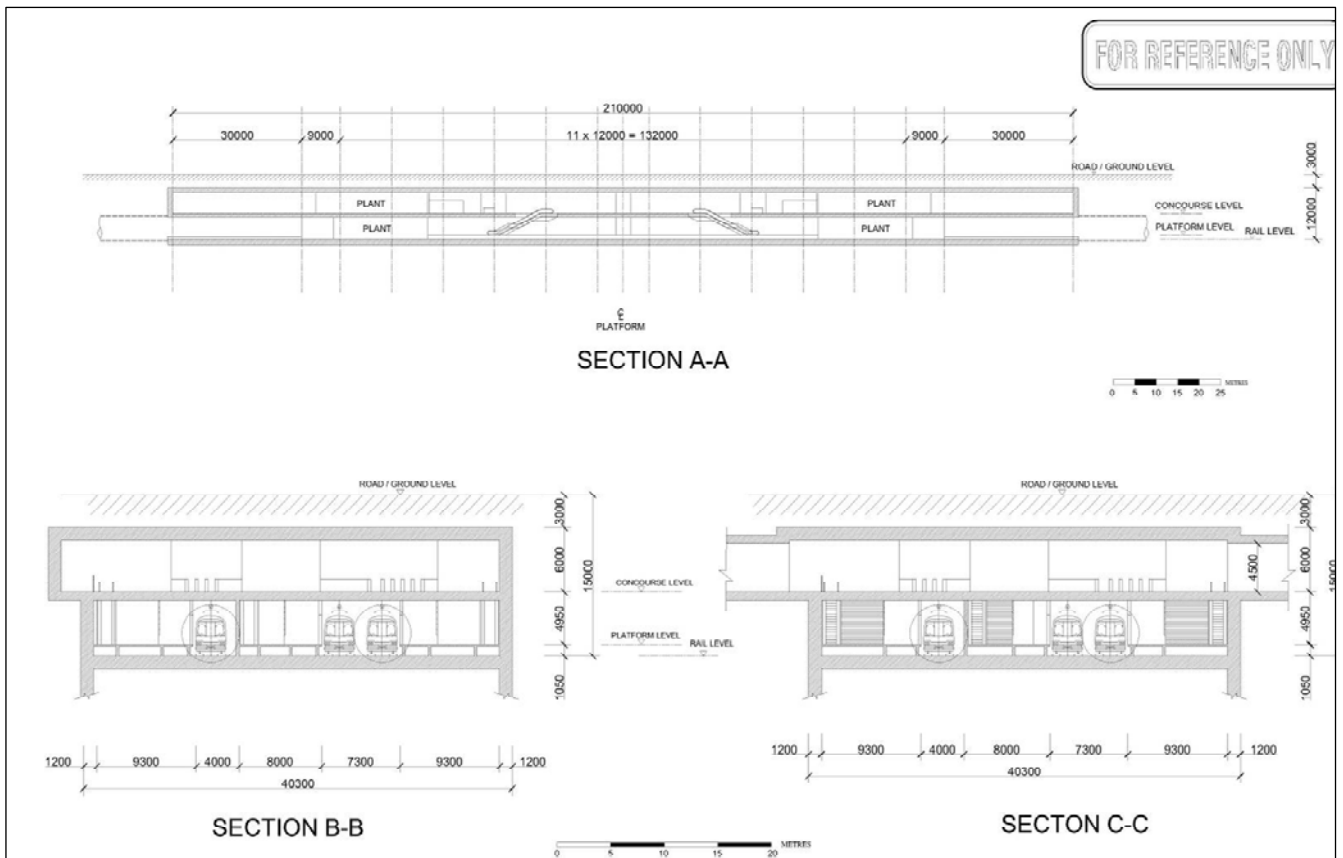 FOR REFERENCE ONLY
210000
30000 9000 11 x 12000 = 132000 9000 30000
3000
ROAD / GROUND LEVEL
PLANT PLANT
CONCOURSE LEVEL
12000
PLANT PLANT
PLATFORM LEVEL RAIL LEVEL
PLATFORM
SECTION A-A
0 5 10 15 20 25 METRES
ROAD / GROUND LEVEL
3000
6000
15000
CONCOURSE LEVEL
4950
PLATFORM LEVEL
RAIL LEVEL
1050
1200 9300 4000 8000 7300 9300 1200
40300
SECTION B-B
0 5 10 15 20 METRES
ROAD / GROUND LEVEL
3000
6000
4500
15000
4950
1050
1200 9300 4000 8000 7300 9300 1200
40300
SECTON C-C